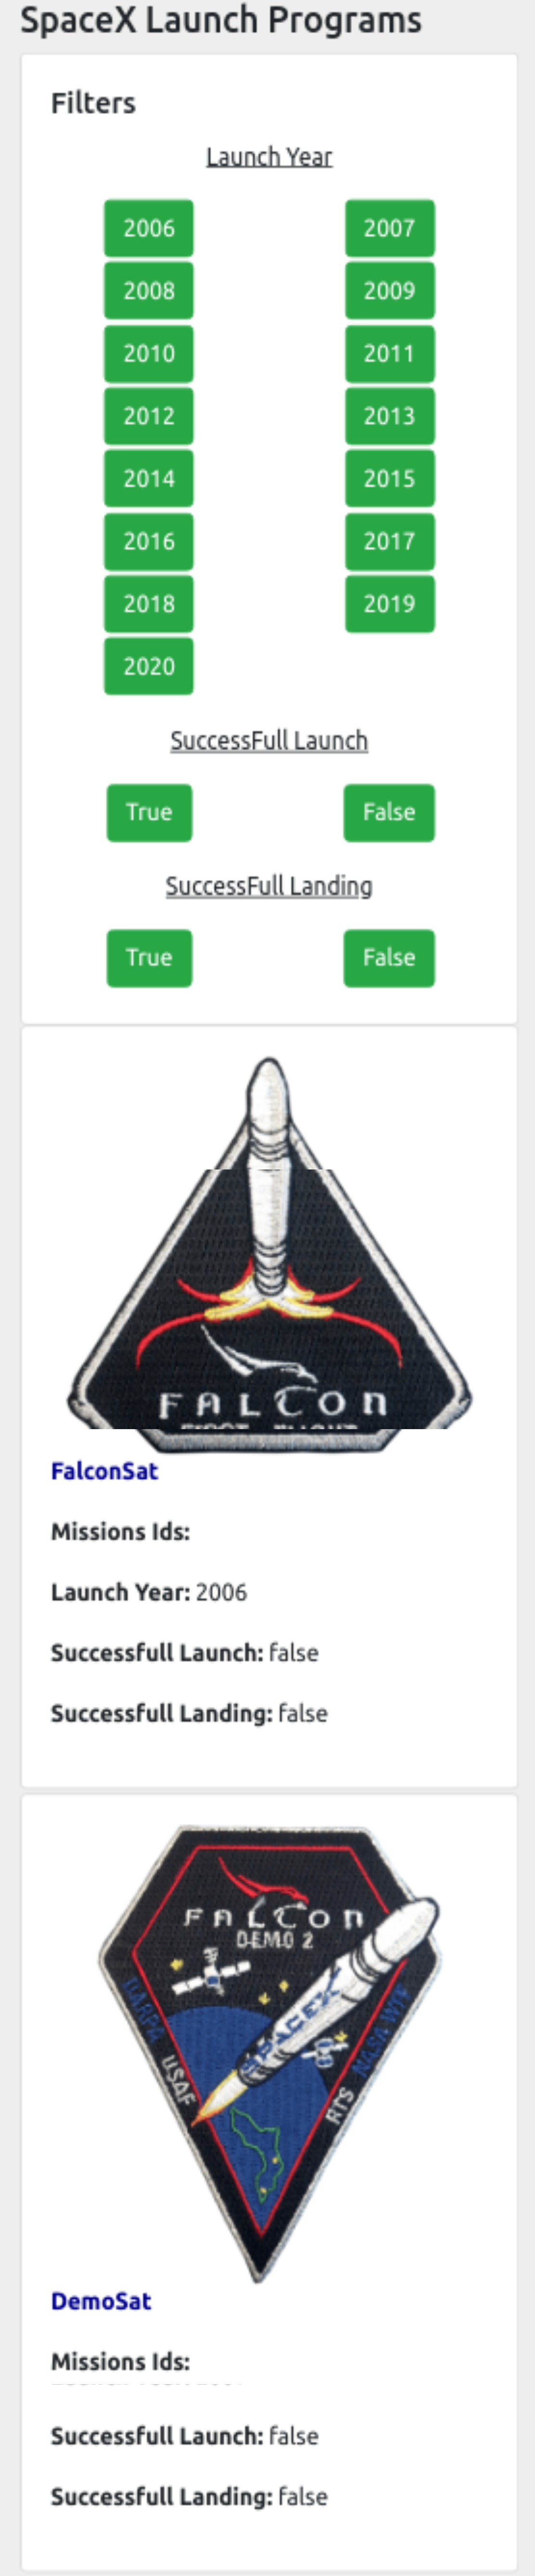 SpaceX Launch Programs
Filters
Launch Year
2006 2007
2008 2009
2010 2011
2012 2013
2014 2015
2016 2017
2018 2019
2020
SuccessFull Launch
True False
SuccessFull Landing
True False
FALCON
FalconSat
Missions Ids:
Launch Year: 2006
Successfull Launch: false
Successfull Landing: false
FALCON
DEMO 2
SPACEX
DARPA USAF
RTS NASA WFF
DemoSat
Missions Ids:
Successfull Launch: false
Successfull Landing: false